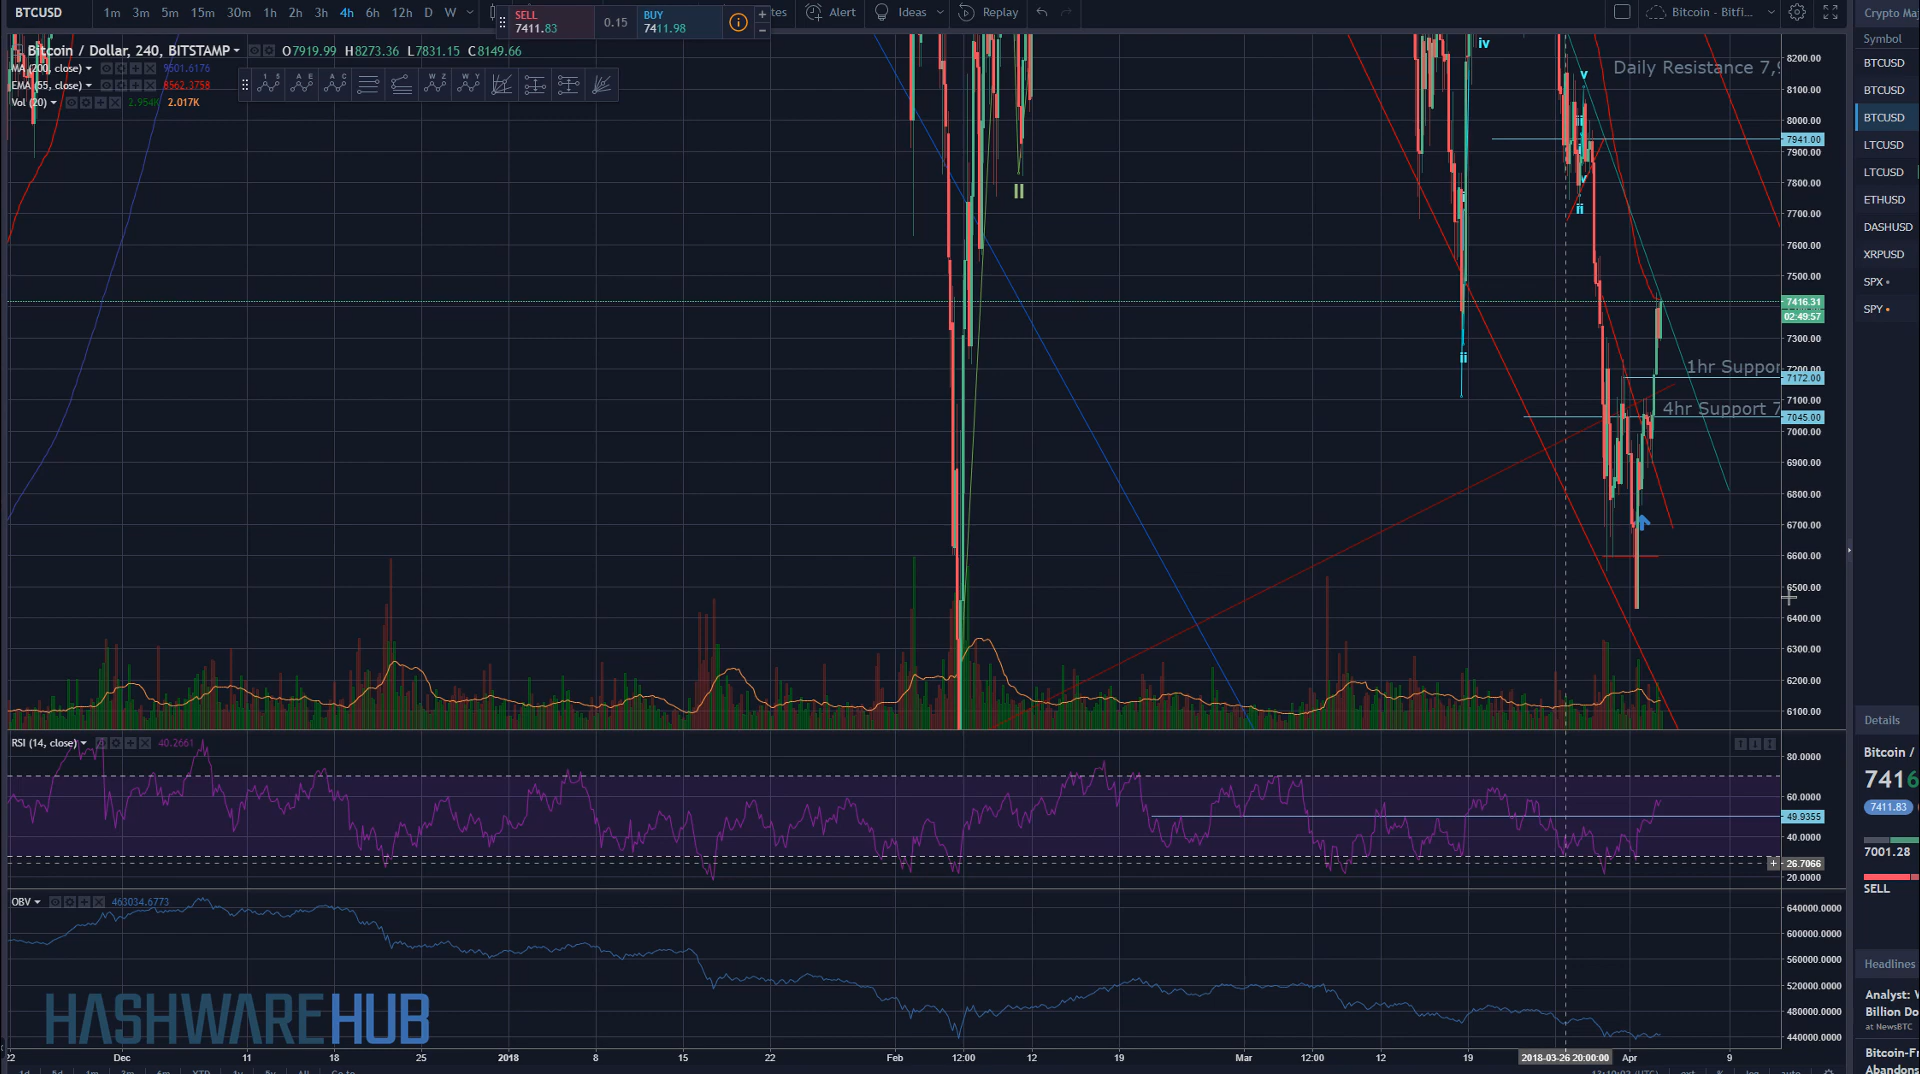 BTCUSD 1m 3m 5m 15m 30m 1h 2h 3h 4h 6h 12h D W
SELL
7411.83
0.15
BUY
7411.98
Alert Ideas Replay Bitcoin - Bitfi...
Bitcoin / Dollar, 240, BITSTAMP O7919.99 H8273.36 L7831.15 C8149.66
MA (200, close) 9501.6176
EMA (55, close) 8562.3758
Vol (20) 2.954K 2.017K
iv
v
ii
v
ii
II
ii
Daily Resistance 7,9
1hr Suppor
4hr Support 7
8200.00
8100.00
8000.00
7941.00
7900.00
7800.00
7700.00
7600.00
7500.00
7416.31
02:49:57
7300.00
7200.00
7172.00
7100.00
7045.00
7000.00
6900.00
6800.00
6700.00
6600.00
6500.00
6400.00
6300.00
6200.00
6100.00
RSI (14, close) 40.2661
80.0000
60.0000
49.9355
40.0000
26.7066
20.0000
OBV 463034.6773
640000.0000
600000.0000
560000.0000
520000.0000
480000.0000
440000.0000
HASHWAREHUB
22 Dec 11 18 25 2018 8 15 22 Feb 12:00 12 19 Mar 12:00 12 19 2018-03-26 20:00:00 Apr 9
Crypto Ma
Symbol
BTCUSD
BTCUSD
BTCUSD
LTCUSD
LTCUSD
ETHUSD
DASHUSD
XRPUSD
SPX
SPY
Details
Bitcoin /
7416
7411.83
7001.28
SELL
Headlines
Analyst: V
Billion Do
at NewsBTC
Bitcoin-Fr
Abandons